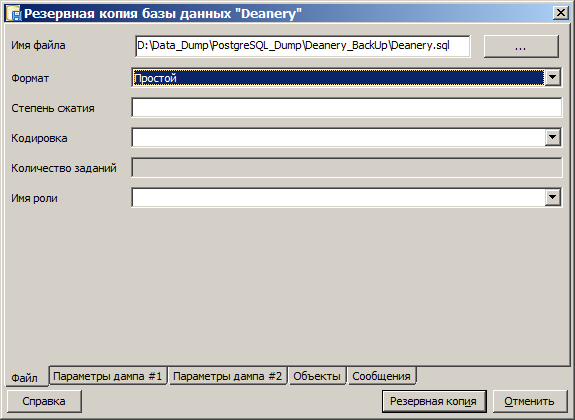 Резервная копия базы данных "Deanery"
Имя файла D:\Data_Dump\PostgreSQL_Dump\Deanery_BackUp\Deanery.sql ...
Формат Простой
Степень сжатия
Кодировка
Количество заданий
Имя роли
Файл Параметры дампа #1 Параметры дампа #2 Объекты Сообщения
Справка Резервная копия Отменить